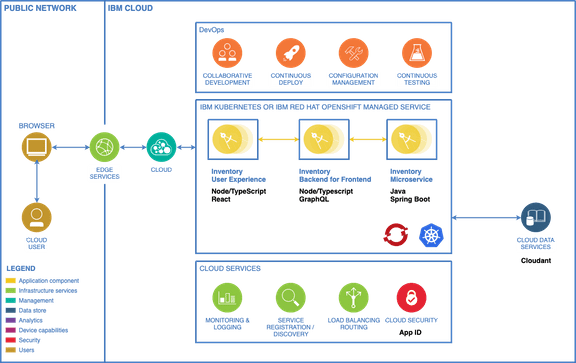 PUBLIC NETWORK
IBM CLOUD
DevOps
COLLABORATIVE
DEVELOPMENT
CONTINUOUS
DEPLOY
CONFIGURATION
MANAGEMENT
CONTINUOUS
TESTING
IBM KUBERNETES OR IBM RED HAT OPENSHIFT MANAGED SERVICE
BROWSER
EDGE
SERVICES
CLOUD
Inventory
User Experience
Node/TypeScript
React
Inventory
Backend for Frontend
Node/Typescript
GraphQL
Inventory
Microservice
Java
Spring Boot
CLOUD
USER
CLOUD DATA
SERVICES
Cloudant
CLOUD SERVICES
MONITORING &
LOGGING
SERVICE
REGISTRATION /
DISCOVERY
LOAD BALANCING
ROUTING
CLOUD SECURITY
App ID
LEGEND
Application component
Infrastructure services
Management
Data store
Analytics
Device capabilities
Security
Users